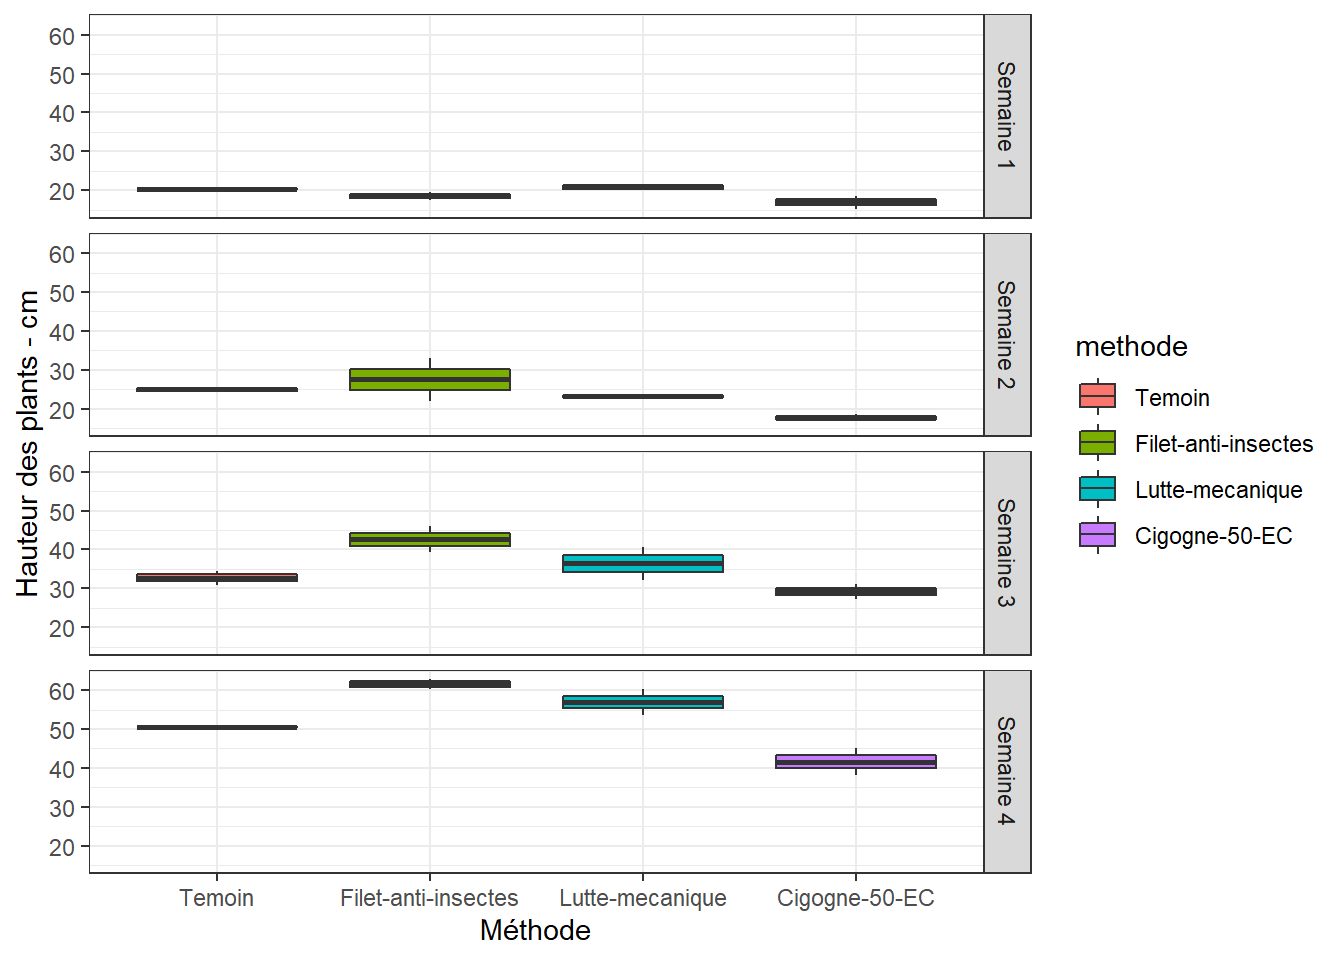 60
50
40
30
20
Semaine 1
60
50
40
30
20
Semaine 2
60
50
40
30
20
Semaine 3
60
50
40
30
20
Semaine 4
Hauteur des plants - cm
Temoin
Filet-anti-insectes
Lutte-mecanique
Cigogne-50-EC
Méthode
methode
Temoin
Filet-anti-insectes
Lutte-mecanique
Cigogne-50-EC